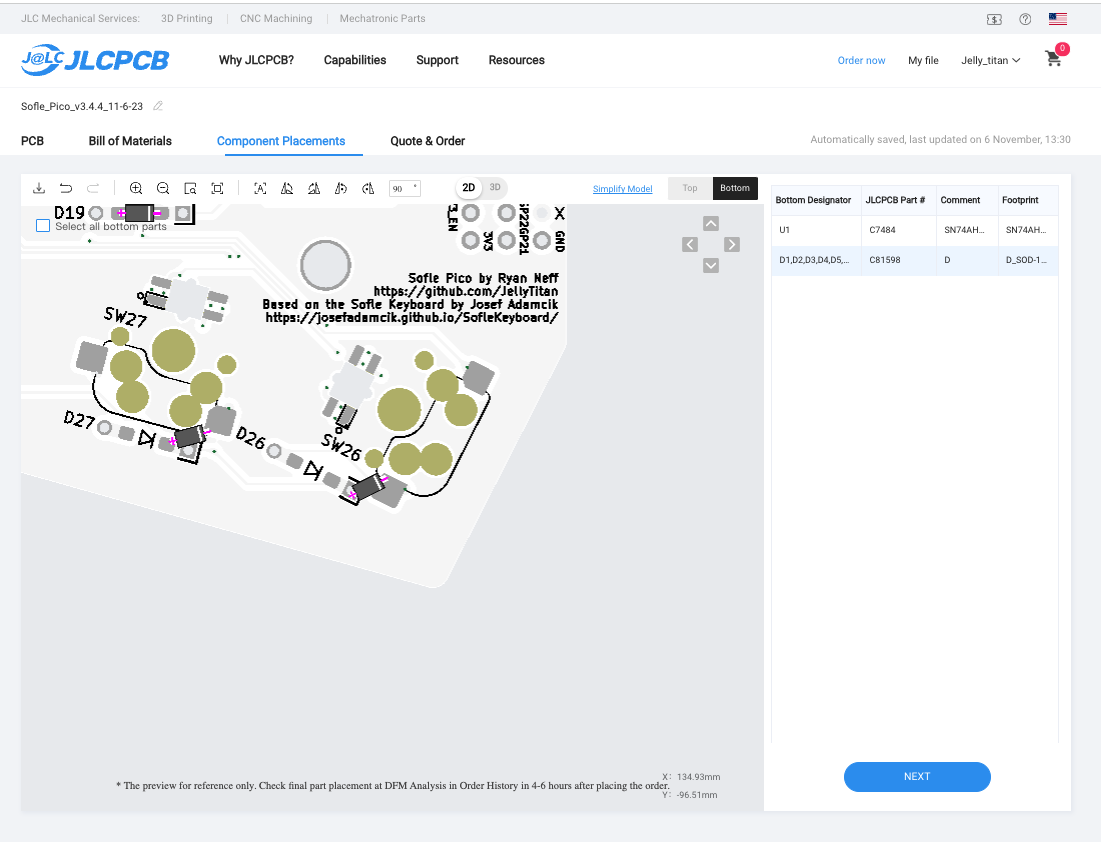 JLC Mechanical Services: 3D Printing CNC Machining Mechatronic Parts
J@LC JLCPCB Why JLCPCB? Capabilities Support Resources Order now My file Jelly_titan 0
Sofle_Pico_v3.4.4_11-6-23
PCB Bill of Materials Component Placements Quote & Order Automatically saved, last updated on 6 November, 13:30
90 ° 2D 3D Simplify Model Top Bottom
D19
Select all bottom parts
3V3 GP21 GND
Sofle Pico by Ryan Neff
https://github.com/JellyTitan
Based on the Sofle Keyboard by Josef Adamcik
https://josefadamcik.github.io/SofleKeyboard/
SW27
D27
D26
SW26
* The preview for reference only. Check final part placement at DFM Analysis in Order History in 4-6 hours after placing the order.
X: 134.93mm
Y: -96.51mm
Bottom Designator JLCPCB Part # Comment Footprint
U1 C7484 SN74AH... SN74AH...
D1,D2,D3,D4,D5,... C81598 D D_SOD-1...
NEXT